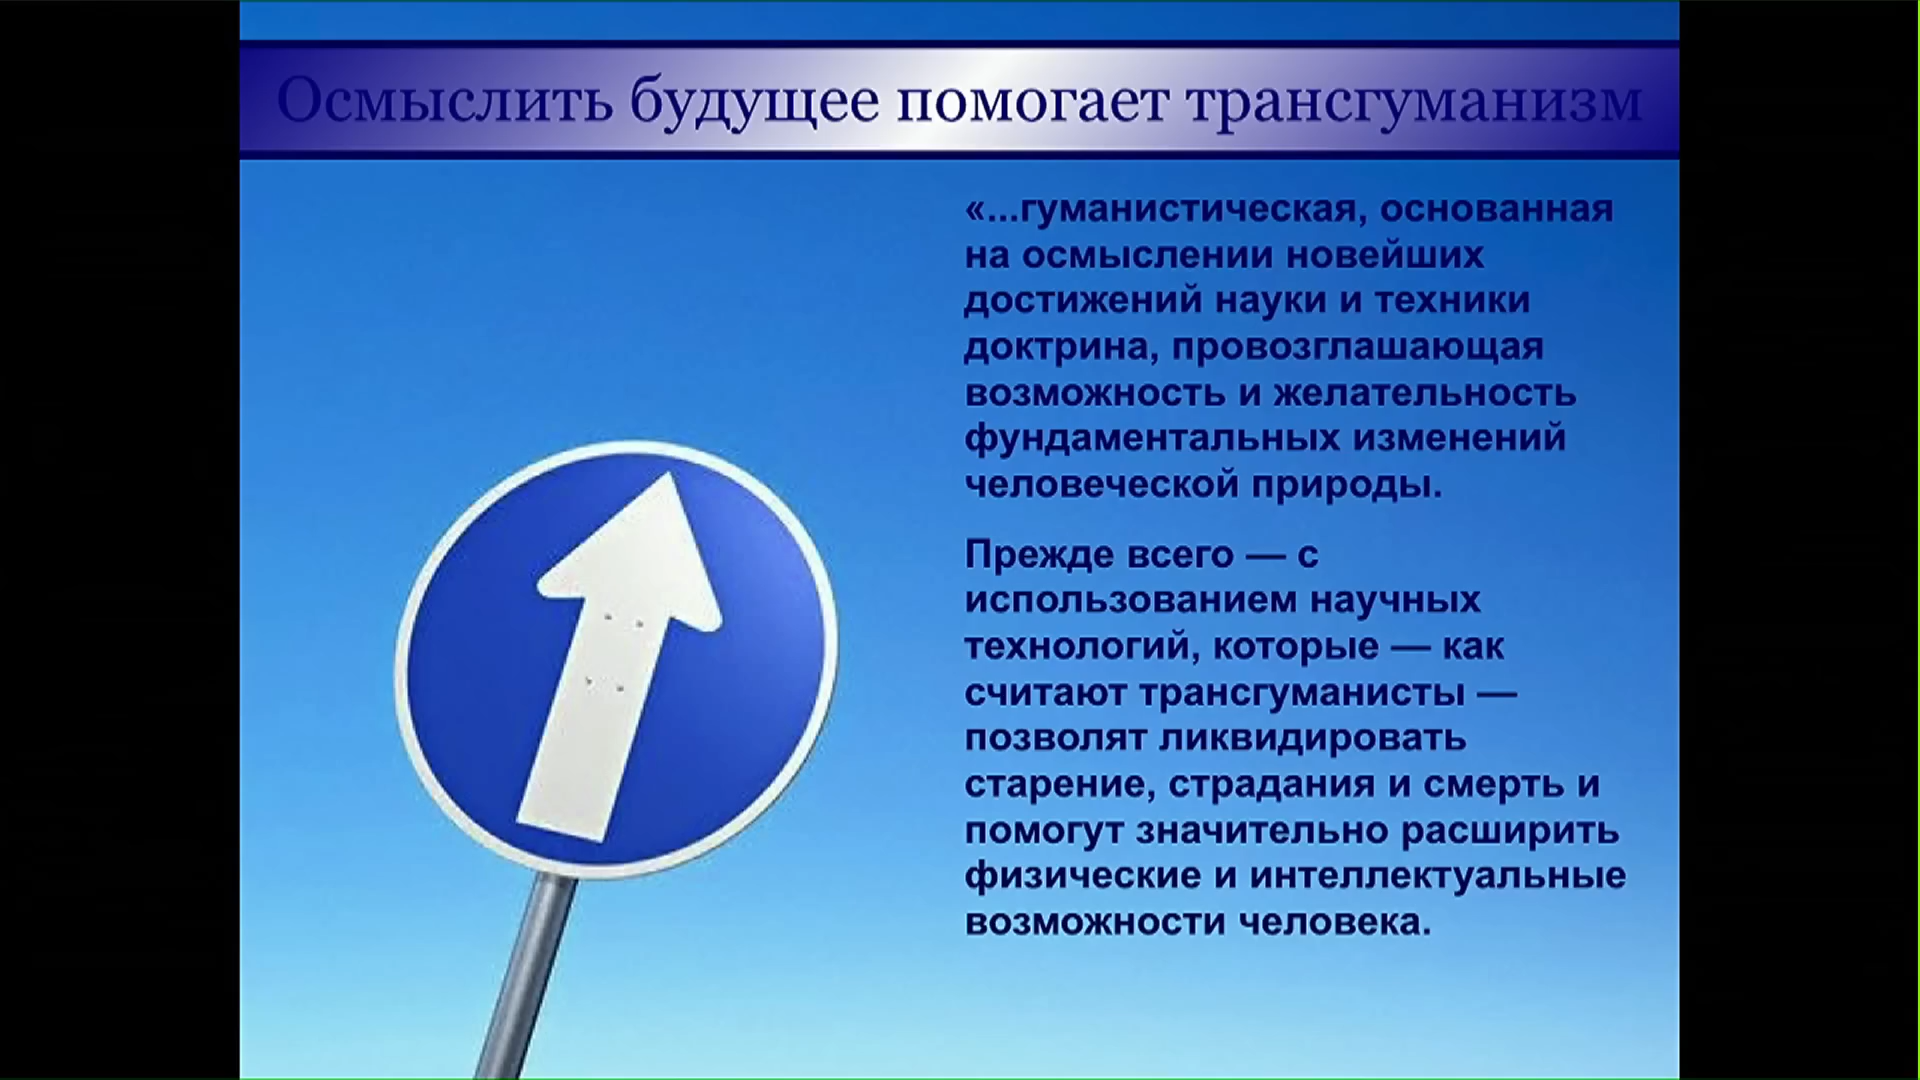 Осмыслить будущее помогает трансгуманизм
«...гуманистическая, основанная
на осмыслении новейших
достижений науки и техники
доктрина, провозглашающая
возможность и желательность
фундаментальных изменений
человеческой природы.
Прежде всего — с
использованием научных
технологий, которые — как
считают трансгуманисты —
позволят ликвидировать
старение, страдания и смерть и
помогут значительно расширить
физические и интеллектуальные
возможности человека.